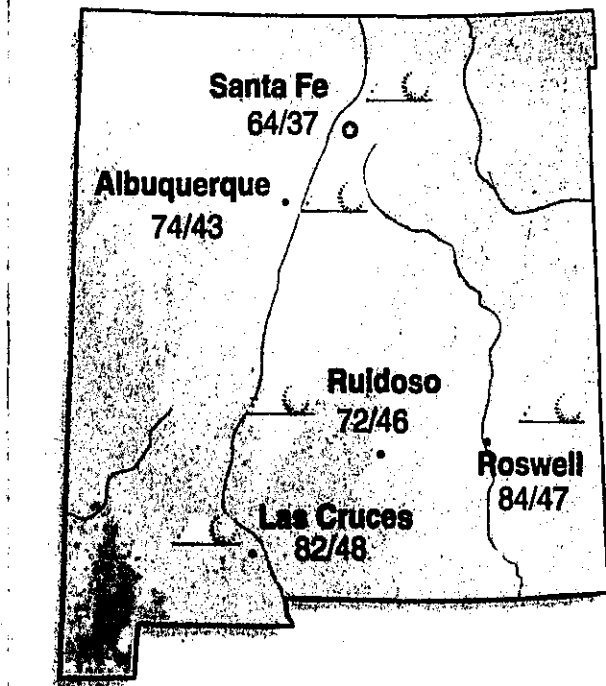 Santa Fe
64/37
Albuquerque
74/43
Ruidoso
72/46
Roswell
84/47
Las Cruces
82/48